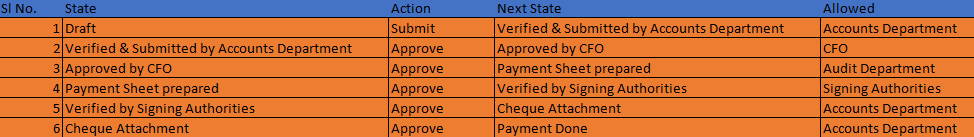 Sl No. State Action Next State Allowed
1 Draft Submit Verified & Submitted by Accounts Department Accounts Department
2 Verified & Submitted by Accounts Department Approve Approved by CFO CFO
3 Approved by CFO Approve Payment Sheet prepared Audit Department
4 Payment Sheet prepared Approve Verified by Signing Authorities Signing Authorities
5 Verified by Signing Authorities Approve Cheque Attachment Accounts Department
6 Cheque Attachment Approve Payment Done Accounts Department